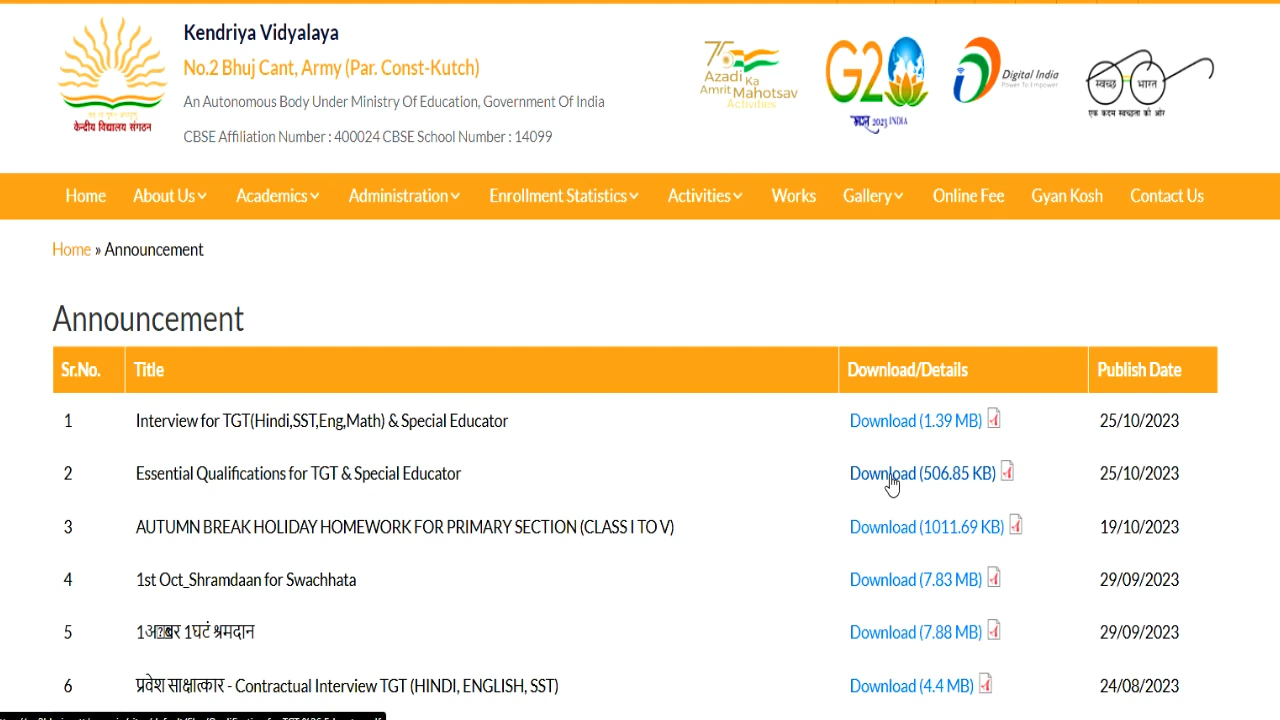 Kendriya Vidyalaya
No.2 Bhuj Cant, Army (Par. Const-Kutch)
An Autonomous Body Under Ministry Of Education, Government Of India
CBSE Affiliation Number : 400024 CBSE School Number : 14099
केन्द्रीय विद्यालय संगठन
75
Azadi Ka
Amrit Mahotsav
Activities
G20
भारत 2023 INDIA
Digital India
Power To Empower
स्वच्छ भारत
एक कदम स्वच्छता की ओर
Home About Us Academics Administration Enrollment Statistics Activities Works Gallery Online Fee Gyan Kosh Contact Us
Home » Announcement
Announcement
Sr.No. Title Download/Details Publish Date
1 Interview for TGT(Hindi,SST,Eng,Math) & Special Educator Download (1.39 MB) 25/10/2023
2 Essential Qualifications for TGT & Special Educator Download (506.85 KB) 25/10/2023
3 AUTUMN BREAK HOLIDAY HOMEWORK FOR PRIMARY SECTION (CLASS I TO V) Download (1011.69 KB) 19/10/2023
4 1st Oct_Shramdaan for Swachhata Download (7.83 MB) 29/09/2023
5 1घटं श्रमदान Download (7.88 MB) 29/09/2023
6 प्रवेश साक्षात्कार - Contractual Interview TGT (HINDI, ENGLISH, SST) Download (4.4 MB) 24/08/2023